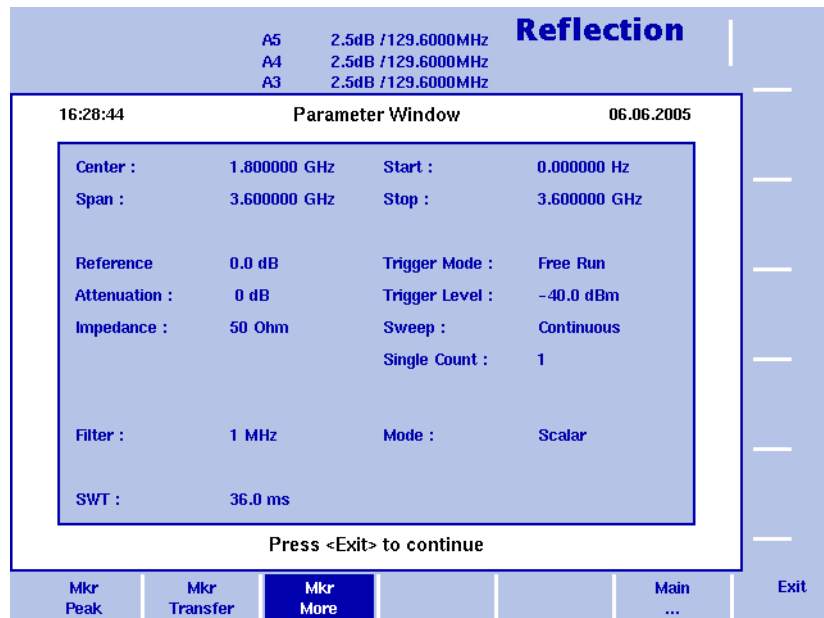 Reflection
A5 2.5dB /129.6000MHz
A4 2.5dB /129.6000MHz
A3 2.5dB /129.6000MHz
16:28:44 Parameter Window 06.06.2005
Center : 1.800000 GHz Start : 0.000000 Hz
Span : 3.600000 GHz Stop : 3.600000 GHz
Reference 0.0 dB Trigger Mode : Free Run
Attenuation : 0 dB Trigger Level : -40.0 dBm
Impedance : 50 Ohm Sweep : Continuous
Single Count : 1
Filter : 1 MHz Mode : Scalar
SWT : 36.0 ms
Press <Exit> to continue
Mkr Peak
Mkr Transfer
Mkr More
Main ...
Exit